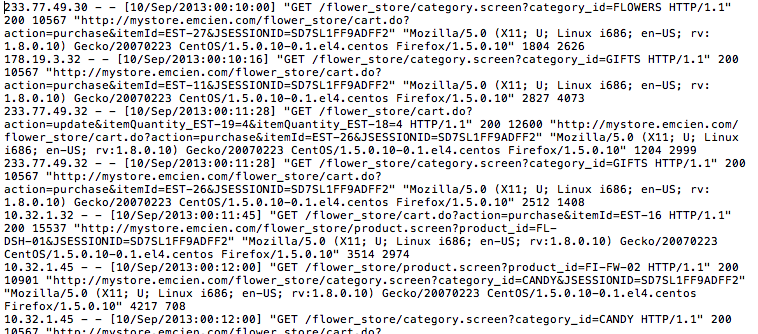 233.77.49.30 - - [10/Sep/2013:00:10:00] "GET /flower_store/category.screen?category_id=FLOWERS HTTP/1.1"
200 10567 "http://mystore.emcien.com/flower_store/cart.do?
action=purchase&itemId=EST-27&JSESSIONID=SD7SL1FF9ADFF2" "Mozilla/5.0 (X11; U; Linux i686; en-US; rv:
1.8.0.10) Gecko/20070223 CentOS/1.5.0.10-0.1.el4.centos Firefox/1.5.0.10" 1804 2626
178.19.3.32 - - [10/Sep/2013:00:10:16] "GET /flower_store/category.screen?category_id=GIFTS HTTP/1.1" 200
10567 "http://mystore.emcien.com/flower_store/cart.do?
action=purchase&itemId=EST-11&JSESSIONID=SD7SL1FF9ADFF2" "Mozilla/5.0 (X11; U; Linux i686; en-US; rv:
1.8.0.10) Gecko/20070223 CentOS/1.5.0.10-0.1.el4.centos Firefox/1.5.0.10" 2827 4073
233.77.49.32 - - [10/Sep/2013:00:11:28] "GET /flower_store/cart.do?
action=update&itemQuantity_EST-19=4&itemQuantity_EST-18=4 HTTP/1.1" 200 12600 "http://mystore.emcien.com/
flower_store/cart.do?action=purchase&itemId=EST-26&JSESSIONID=SD7SL1FF9ADFF2" "Mozilla/5.0 (X11; U; Linux
i686; en-US; rv:1.8.0.10) Gecko/20070223 CentOS/1.5.0.10-0.1.el4.centos Firefox/1.5.0.10" 1204 2999
233.77.49.32 - - [10/Sep/2013:00:11:28] "GET /flower_store/category.screen?category_id=GIFTS HTTP/1.1" 200
10567 "http://mystore.emcien.com/flower_store/cart.do?
action=purchase&itemId=EST-26&JSESSIONID=SD7SL1FF9ADFF2" "Mozilla/5.0 (X11; U; Linux i686; en-US; rv:
1.8.0.10) Gecko/20070223 CentOS/1.5.0.10-0.1.el4.centos Firefox/1.5.0.10" 2512 1408
10.32.1.32 - - [10/Sep/2013:00:11:45] "GET /flower_store/cart.do?action=purchase&itemId=EST-16 HTTP/1.1"
200 15537 "http://mystore.emcien.com/flower_store/product.screen?product_id=FL-
DSH-01&JSESSIONID=SD7SL1FF9ADFF2" "Mozilla/5.0 (X11; U; Linux i686; en-US; rv:1.8.0.10) Gecko/20070223
CentOS/1.5.0.10-0.1.el4.centos Firefox/1.5.0.10" 3514 2974
10.32.1.45 - - [10/Sep/2013:00:12:00] "GET /flower_store/product.screen?product_id=FI-FW-02 HTTP/1.1" 200
10901 "http://mystore.emcien.com/flower_store/category.screen?category_id=CANDY&JSESSIONID=SD7SL1FF9ADFF2"
"Mozilla/5.0 (X11; U; Linux i686; en-US; rv:1.8.0.10) Gecko/20070223 CentOS/1.5.0.10-0.1.el4.centos
Firefox/1.5.0.10" 4217 708
10.32.1.45 - - [10/Sep/2013:00:12:00] "GET /flower_store/category.screen?category_id=CANDY HTTP/1.1" 200
10567 "http://mystore.emcien.com/flower_store/cart.do?